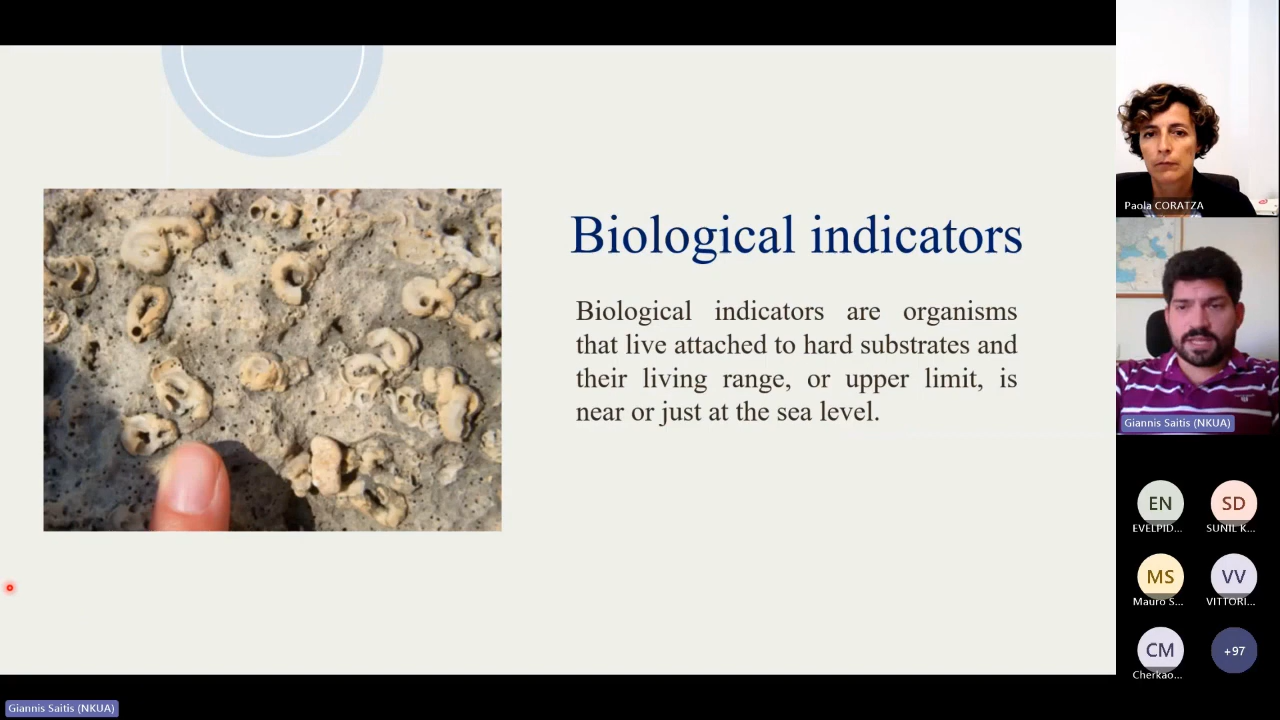 Biological indicators
Biological indicators are organisms
that live attached to hard substrates and
their living range, or upper limit, is
near or just at the sea level.
Paola CORATZA
Giannis Saitis (NKUA)
EN
SD
EVELPID...
SUNIL K...
MS
VV
Mauro S...
VITTORI...
CM
+97
Cherkao...
Giannis Saitis (NKUA)